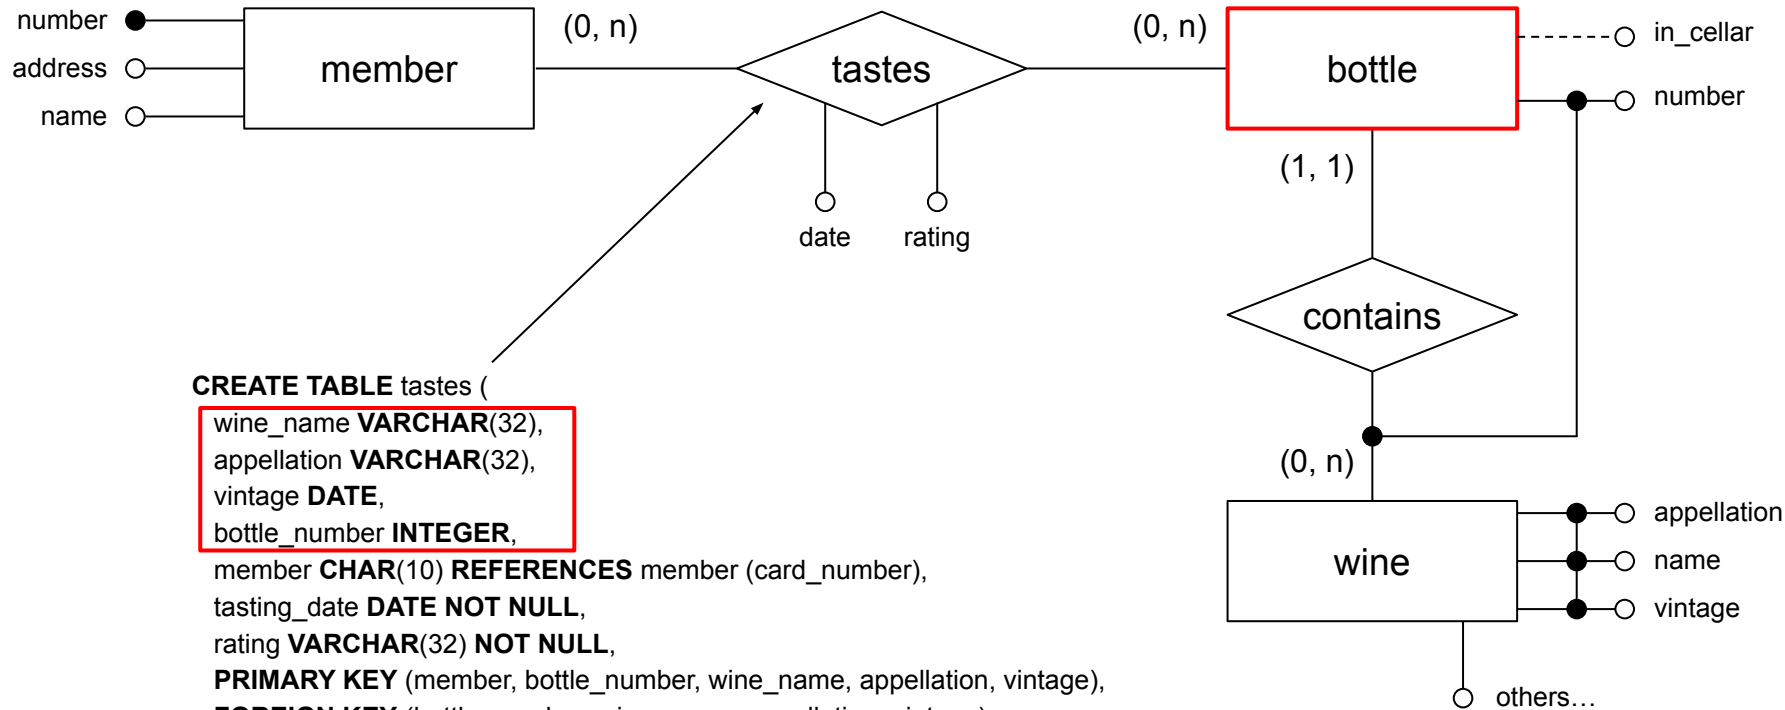 number
address
name
member
(0, n)
tastes
(0, n)
bottle
in_cellar
number
date
rating
(1, 1)
contains
(0, n)
wine
appellation
name
vintage
others…
CREATE TABLE tastes (
wine_name VARCHAR(32),
appellation VARCHAR(32),
vintage DATE,
bottle_number INTEGER,
member CHAR(10) REFERENCES member (card_number),
tasting_date DATE NOT NULL,
rating VARCHAR(32) NOT NULL,
PRIMARY KEY (member, bottle_number, wine_name, appellation, vintage),